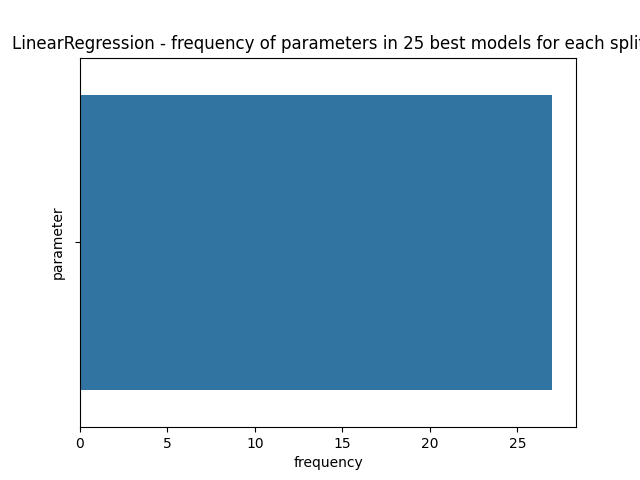 LinearRegression - frequency of parameters in 25 best models for each split
parameter
0 5 10 15 20 25
frequency